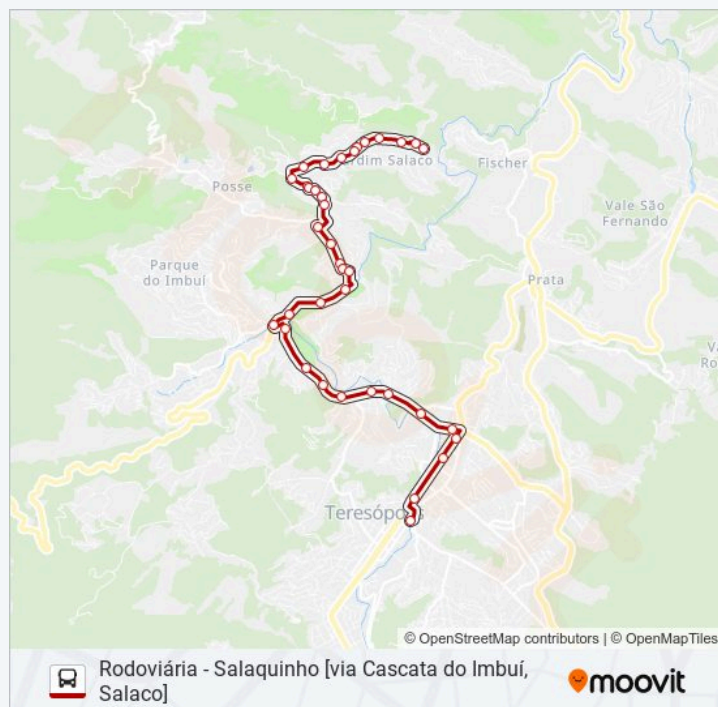 Jardim Salaco
Fischer
Posse
Vale São
Fernando
Parque
do Imbuí
Prata
Teresópolis
© OpenStreetMap contributors | © OpenMapTiles
Rodoviária - Salaquinho [via Cascata do Imbuí,
Salaco]
moovit